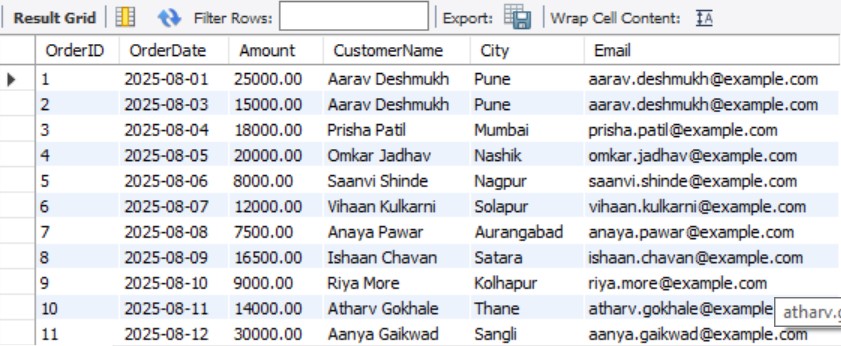 Result Grid Filter Rows: Export: Wrap Cell Content: IA
OrderID OrderDate Amount CustomerName City Email
1 2025-08-01 25000.00 Aarav Deshmukh Pune aarav.deshmukh@example.com
2 2025-08-03 15000.00 Aarav Deshmukh Pune aarav.deshmukh@example.com
3 2025-08-04 18000.00 Prisha Patil Mumbai prisha.patil@example.com
4 2025-08-05 20000.00 Omkar Jadhav Nashik omkar.jadhav@example.com
5 2025-08-06 8000.00 Saanvi Shinde Nagpur saanvi.shinde@example.com
6 2025-08-07 12000.00 Vihaan Kulkarni Solapur vihaan.kulkarni@example.com
7 2025-08-08 7500.00 Anaya Pawar Aurangabad anaya.pawar@example.com
8 2025-08-09 16500.00 Ishaan Chavan Satara ishaan.chavan@example.com
9 2025-08-10 9000.00 Riya More Kolhapur riya.more@example.com
10 2025-08-11 14000.00 Atharv Gokhale Thane atharv.gokhale@example atharv.g
11 2025-08-12 30000.00 Aanya Gaikwad Sangli aanya.gaikwad@example.com